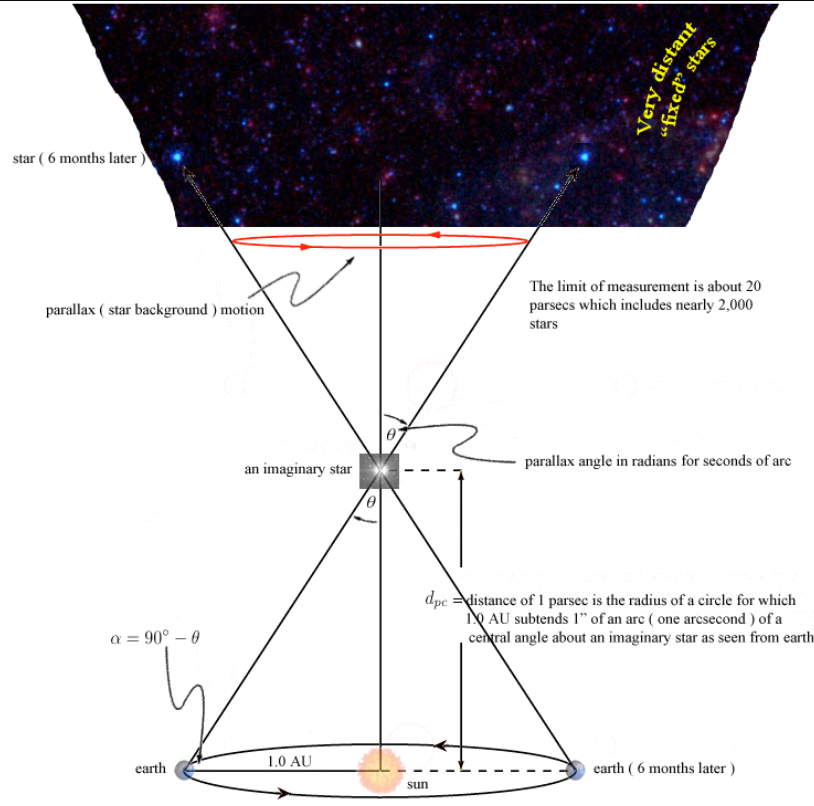 Very distant
“fixed” stars
star ( 6 months later )
The limit of measurement is about 20
parsecs which includes nearly 2,000
stars
parallax ( star background ) motion
θ
parallax angle in radians for seconds of arc
an imaginary star
θ
d_pc = distance of 1 parsec is the radius of a circle for which
1.0 AU subtends 1” of an arc ( one arcsecond ) of a
central angle about an imaginary star as seen from earth
α = 90° − θ
1.0 AU
earth
earth ( 6 months later )
sun